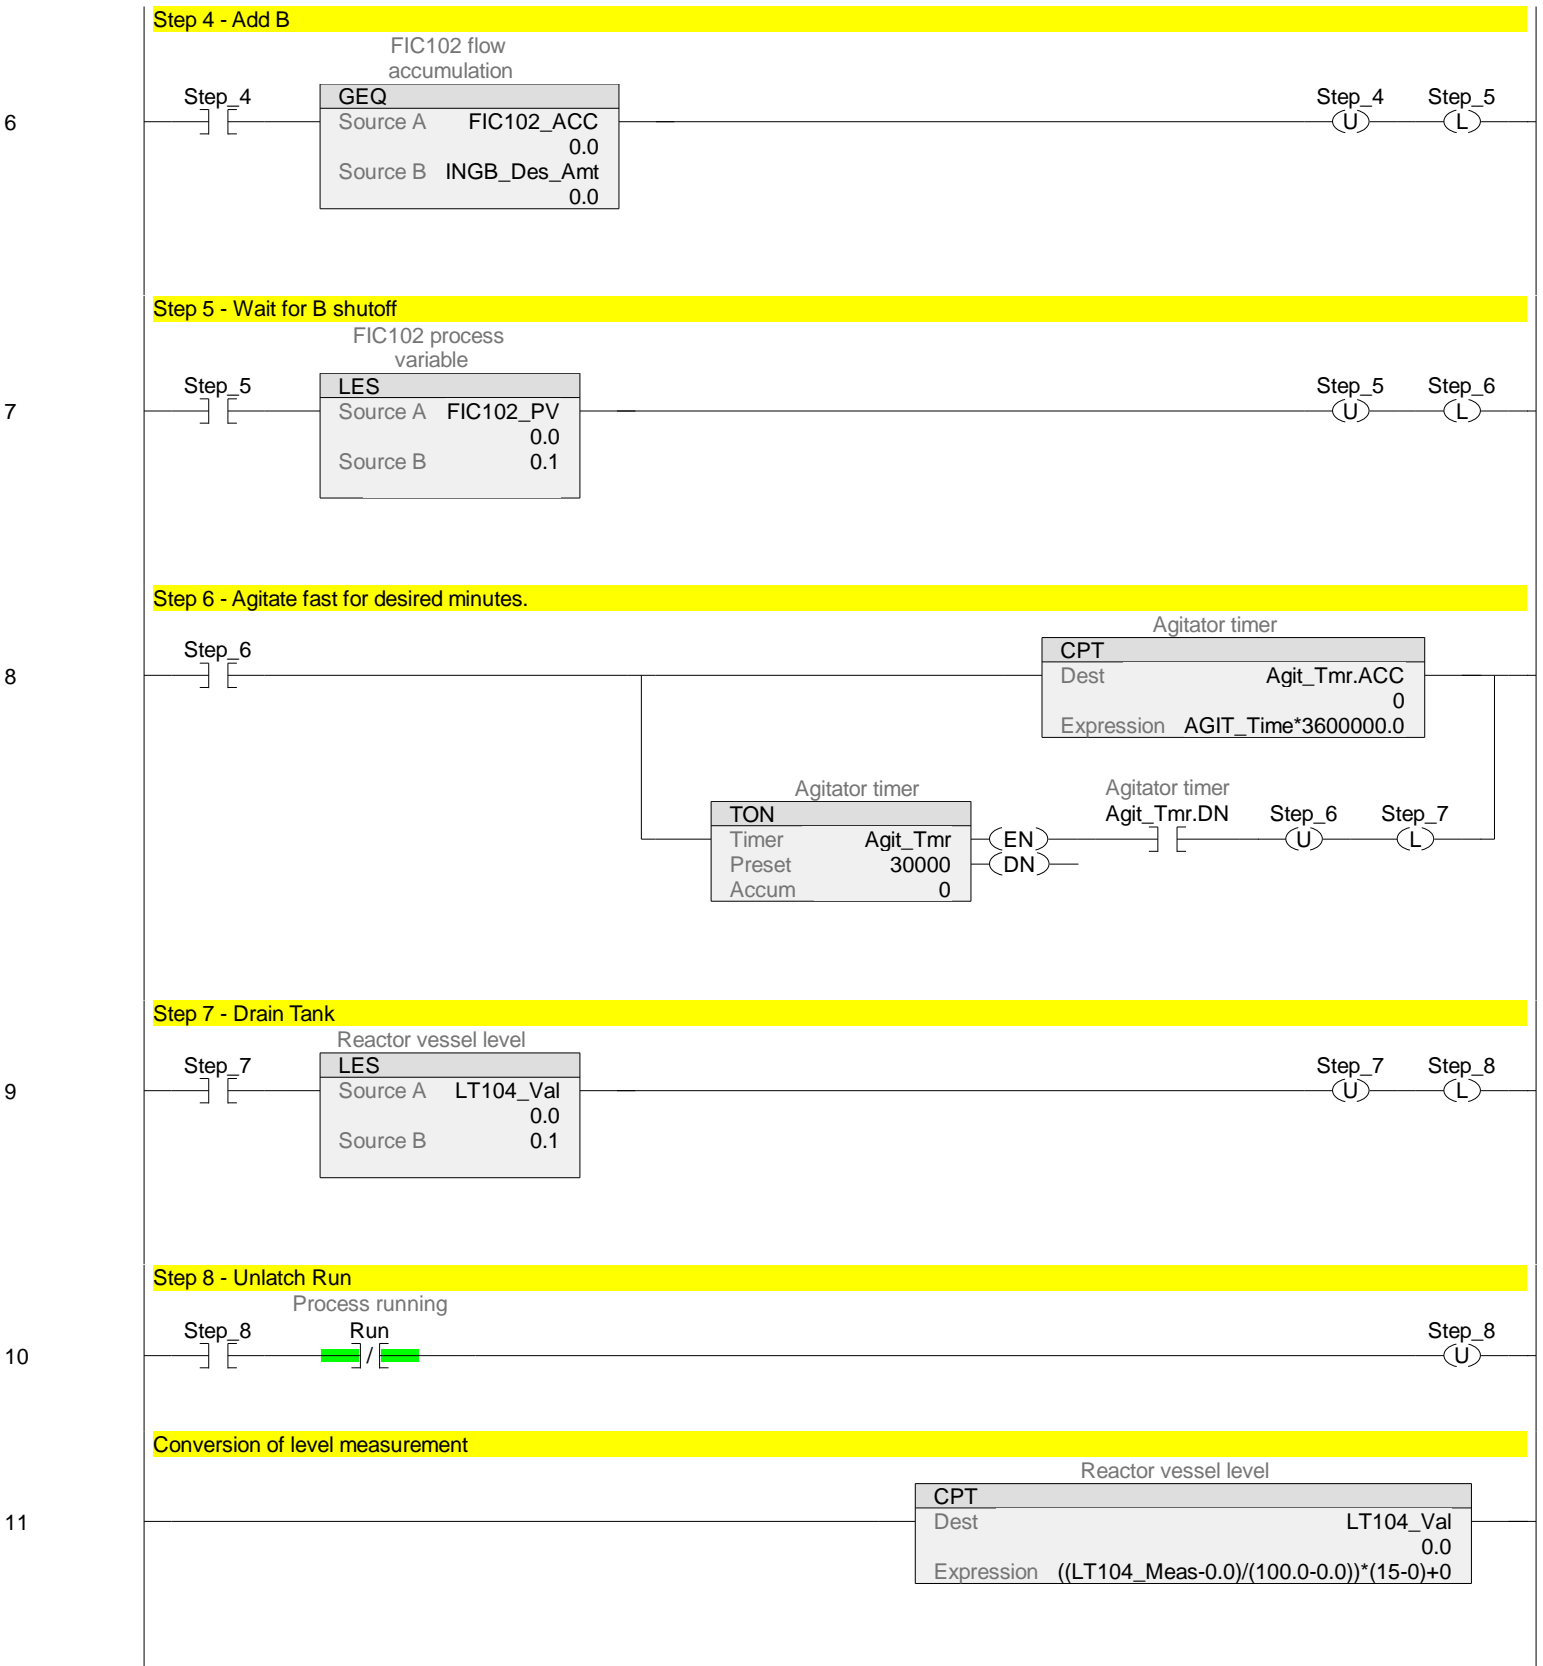 Step 4 - Add B
FIC102 flow
accumulation
Step_4
GEQ
Step_4
Step_5
6
Source A
FIC102_ACC
U
L
0.0
Source B
INGB_Des_Amt
0.0
Step 5 - Wait for B shutoff
FIC102 process
variable
Step_5
LES
Step_5
Step_6
7
Source A
FIC102_PV
U
L
0.0
Source B
0.1
Step 6 - Agitate fast for desired minutes.
Agitator timer
Step_6
CPT
8
Dest
Agit_Tmr.ACC
0
Expression
AGIT_Time*3600000.0
Agitator timer
Agitator timer
TON
Agit_Tmr.DN
Step_6
Step_7
Timer
Agit_Tmr
EN
U
L
Preset
30000
DN
Accum
0
Step 7 - Drain Tank
Reactor vessel level
Step_7
LES
Step_7
Step_8
9
Source A
LT104_Val
U
L
0.0
Source B
0.1
Step 8 - Unlatch Run
Process running
Step_8
Run
Step_8
10
/
U
Conversion of level measurement
Reactor vessel level
CPT
11
Dest
LT104_Val
0.0
Expression
((LT104_Meas-0.0)/(100.0-0.0))*(15-0)+0